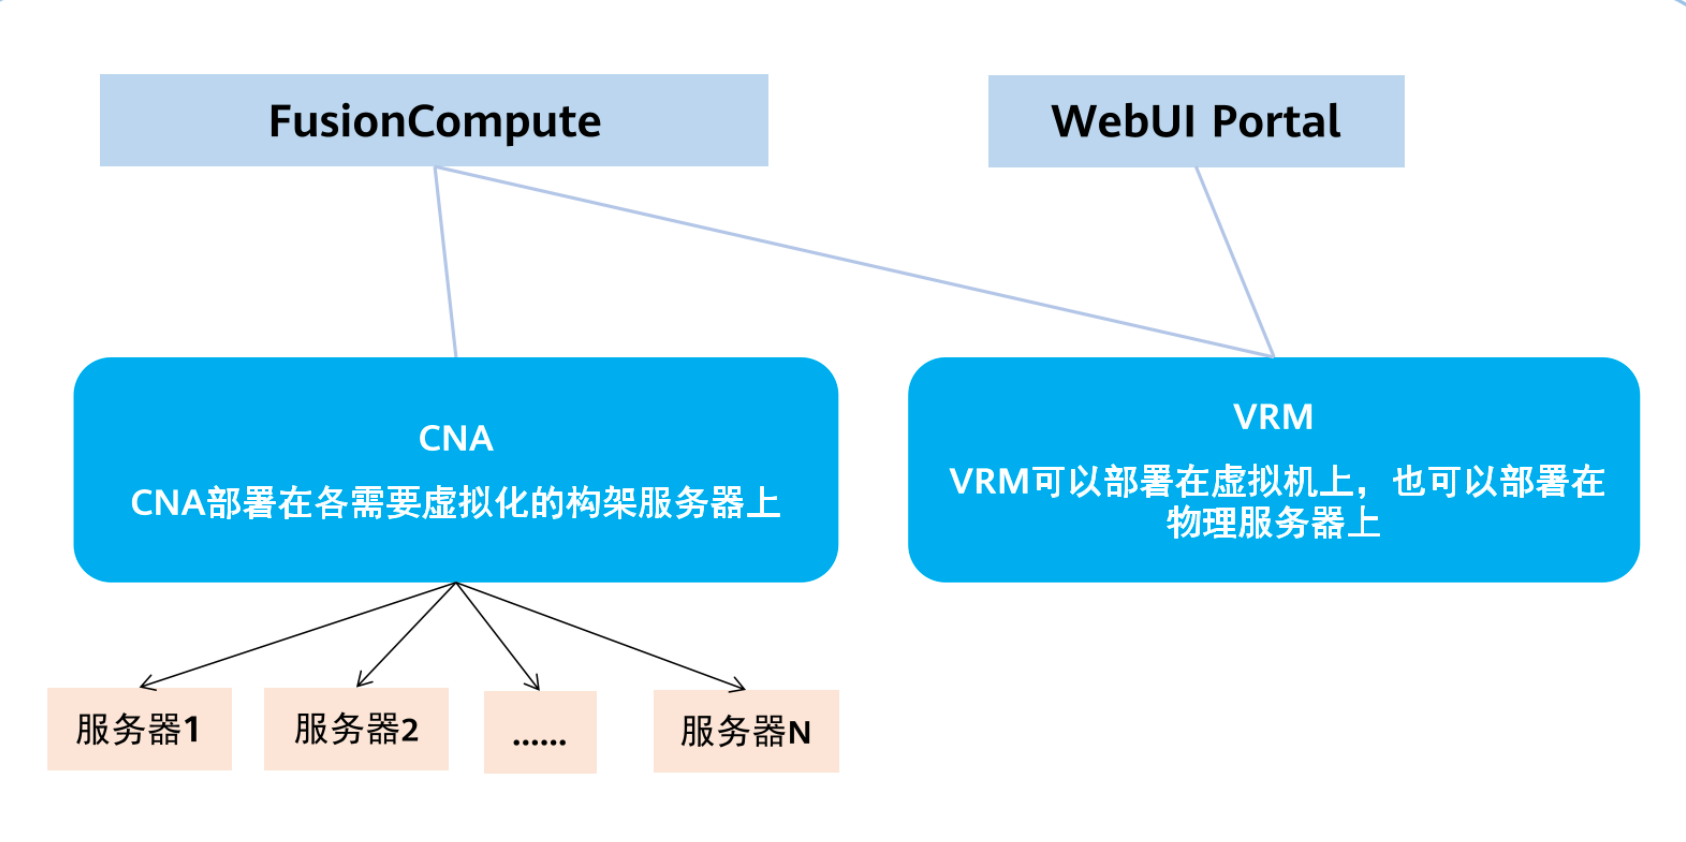 FusionCompute
WebUI Portal
CNA
CNA部署在各需要虚拟化的构架服务器上
VRM
VRM可以部署在虚拟机上，也可以部署在
物理服务器上
服务器1
服务器2
......
服务器N